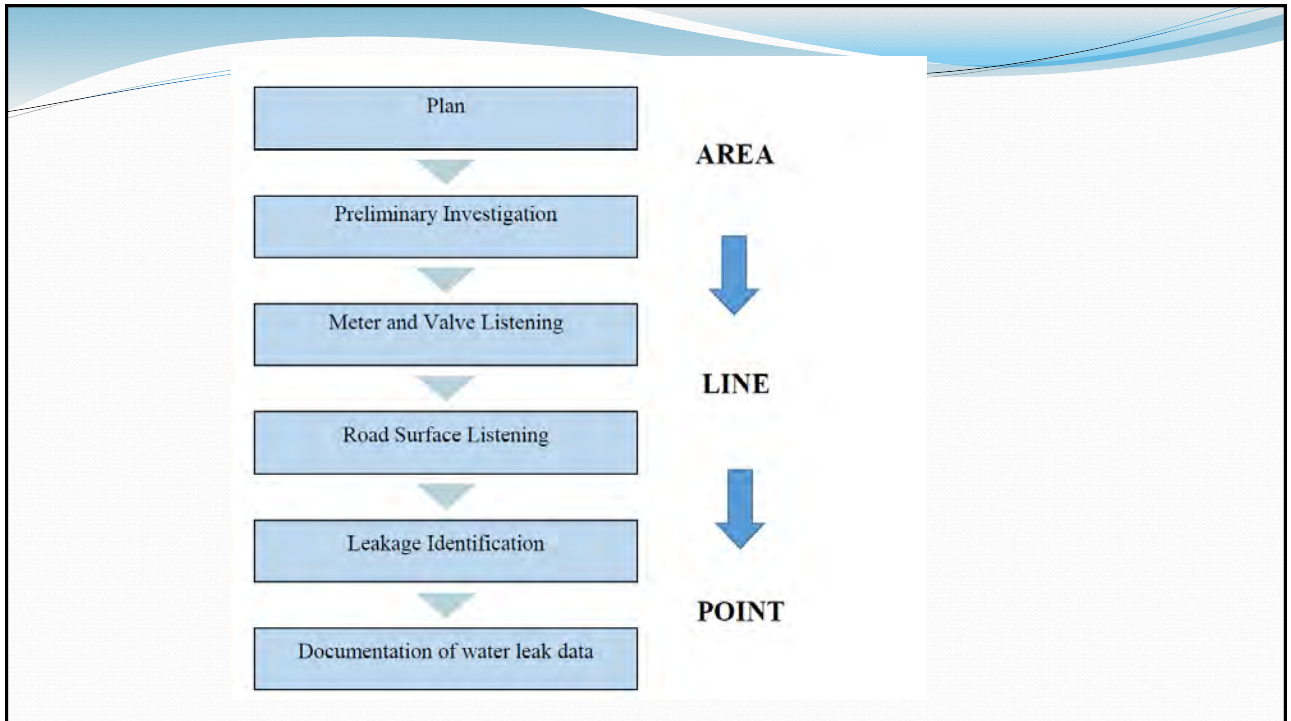 Plan
Preliminary Investigation
Meter and Valve Listening
Road Surface Listening
Leakage Identification
Documentation of water leak data
AREA
LINE
POINT